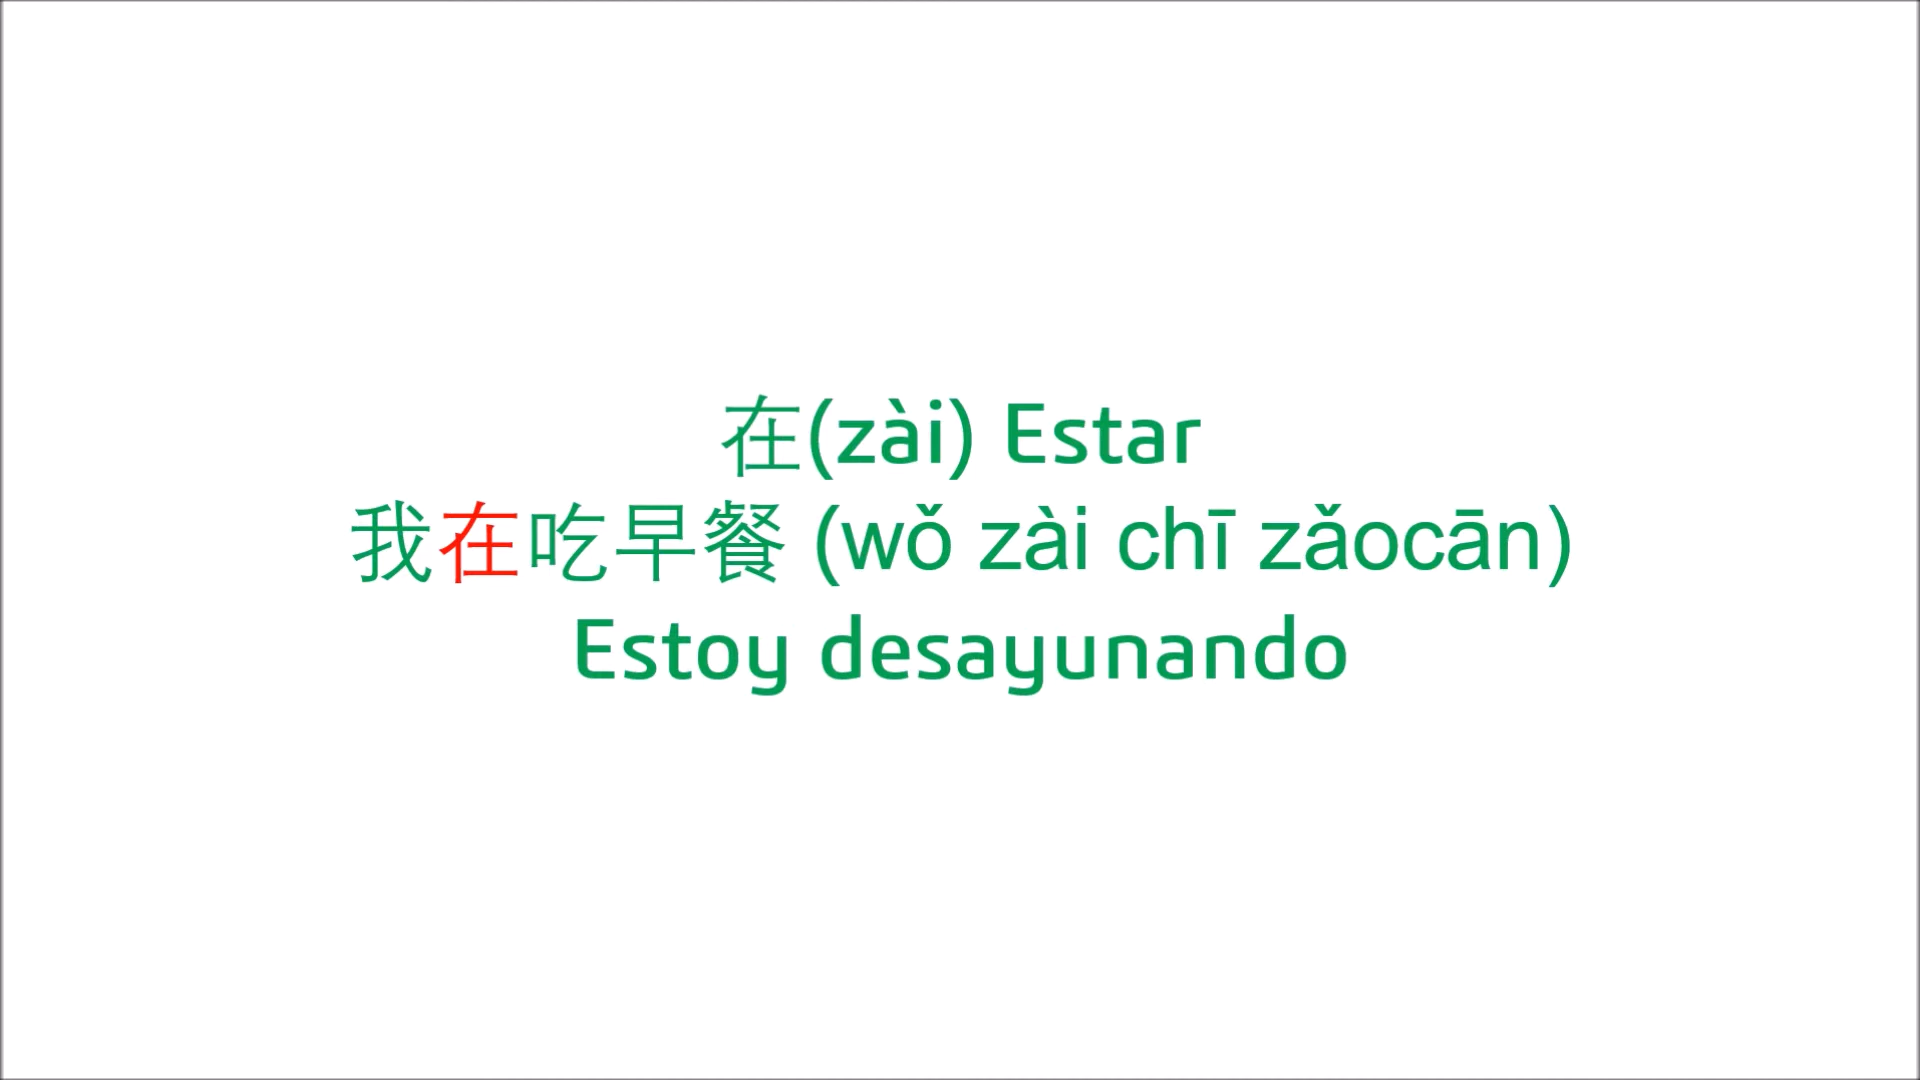 在(zài) Estar
我在吃早餐 (wǒ zài chī zǎocān)
Estoy desayunando